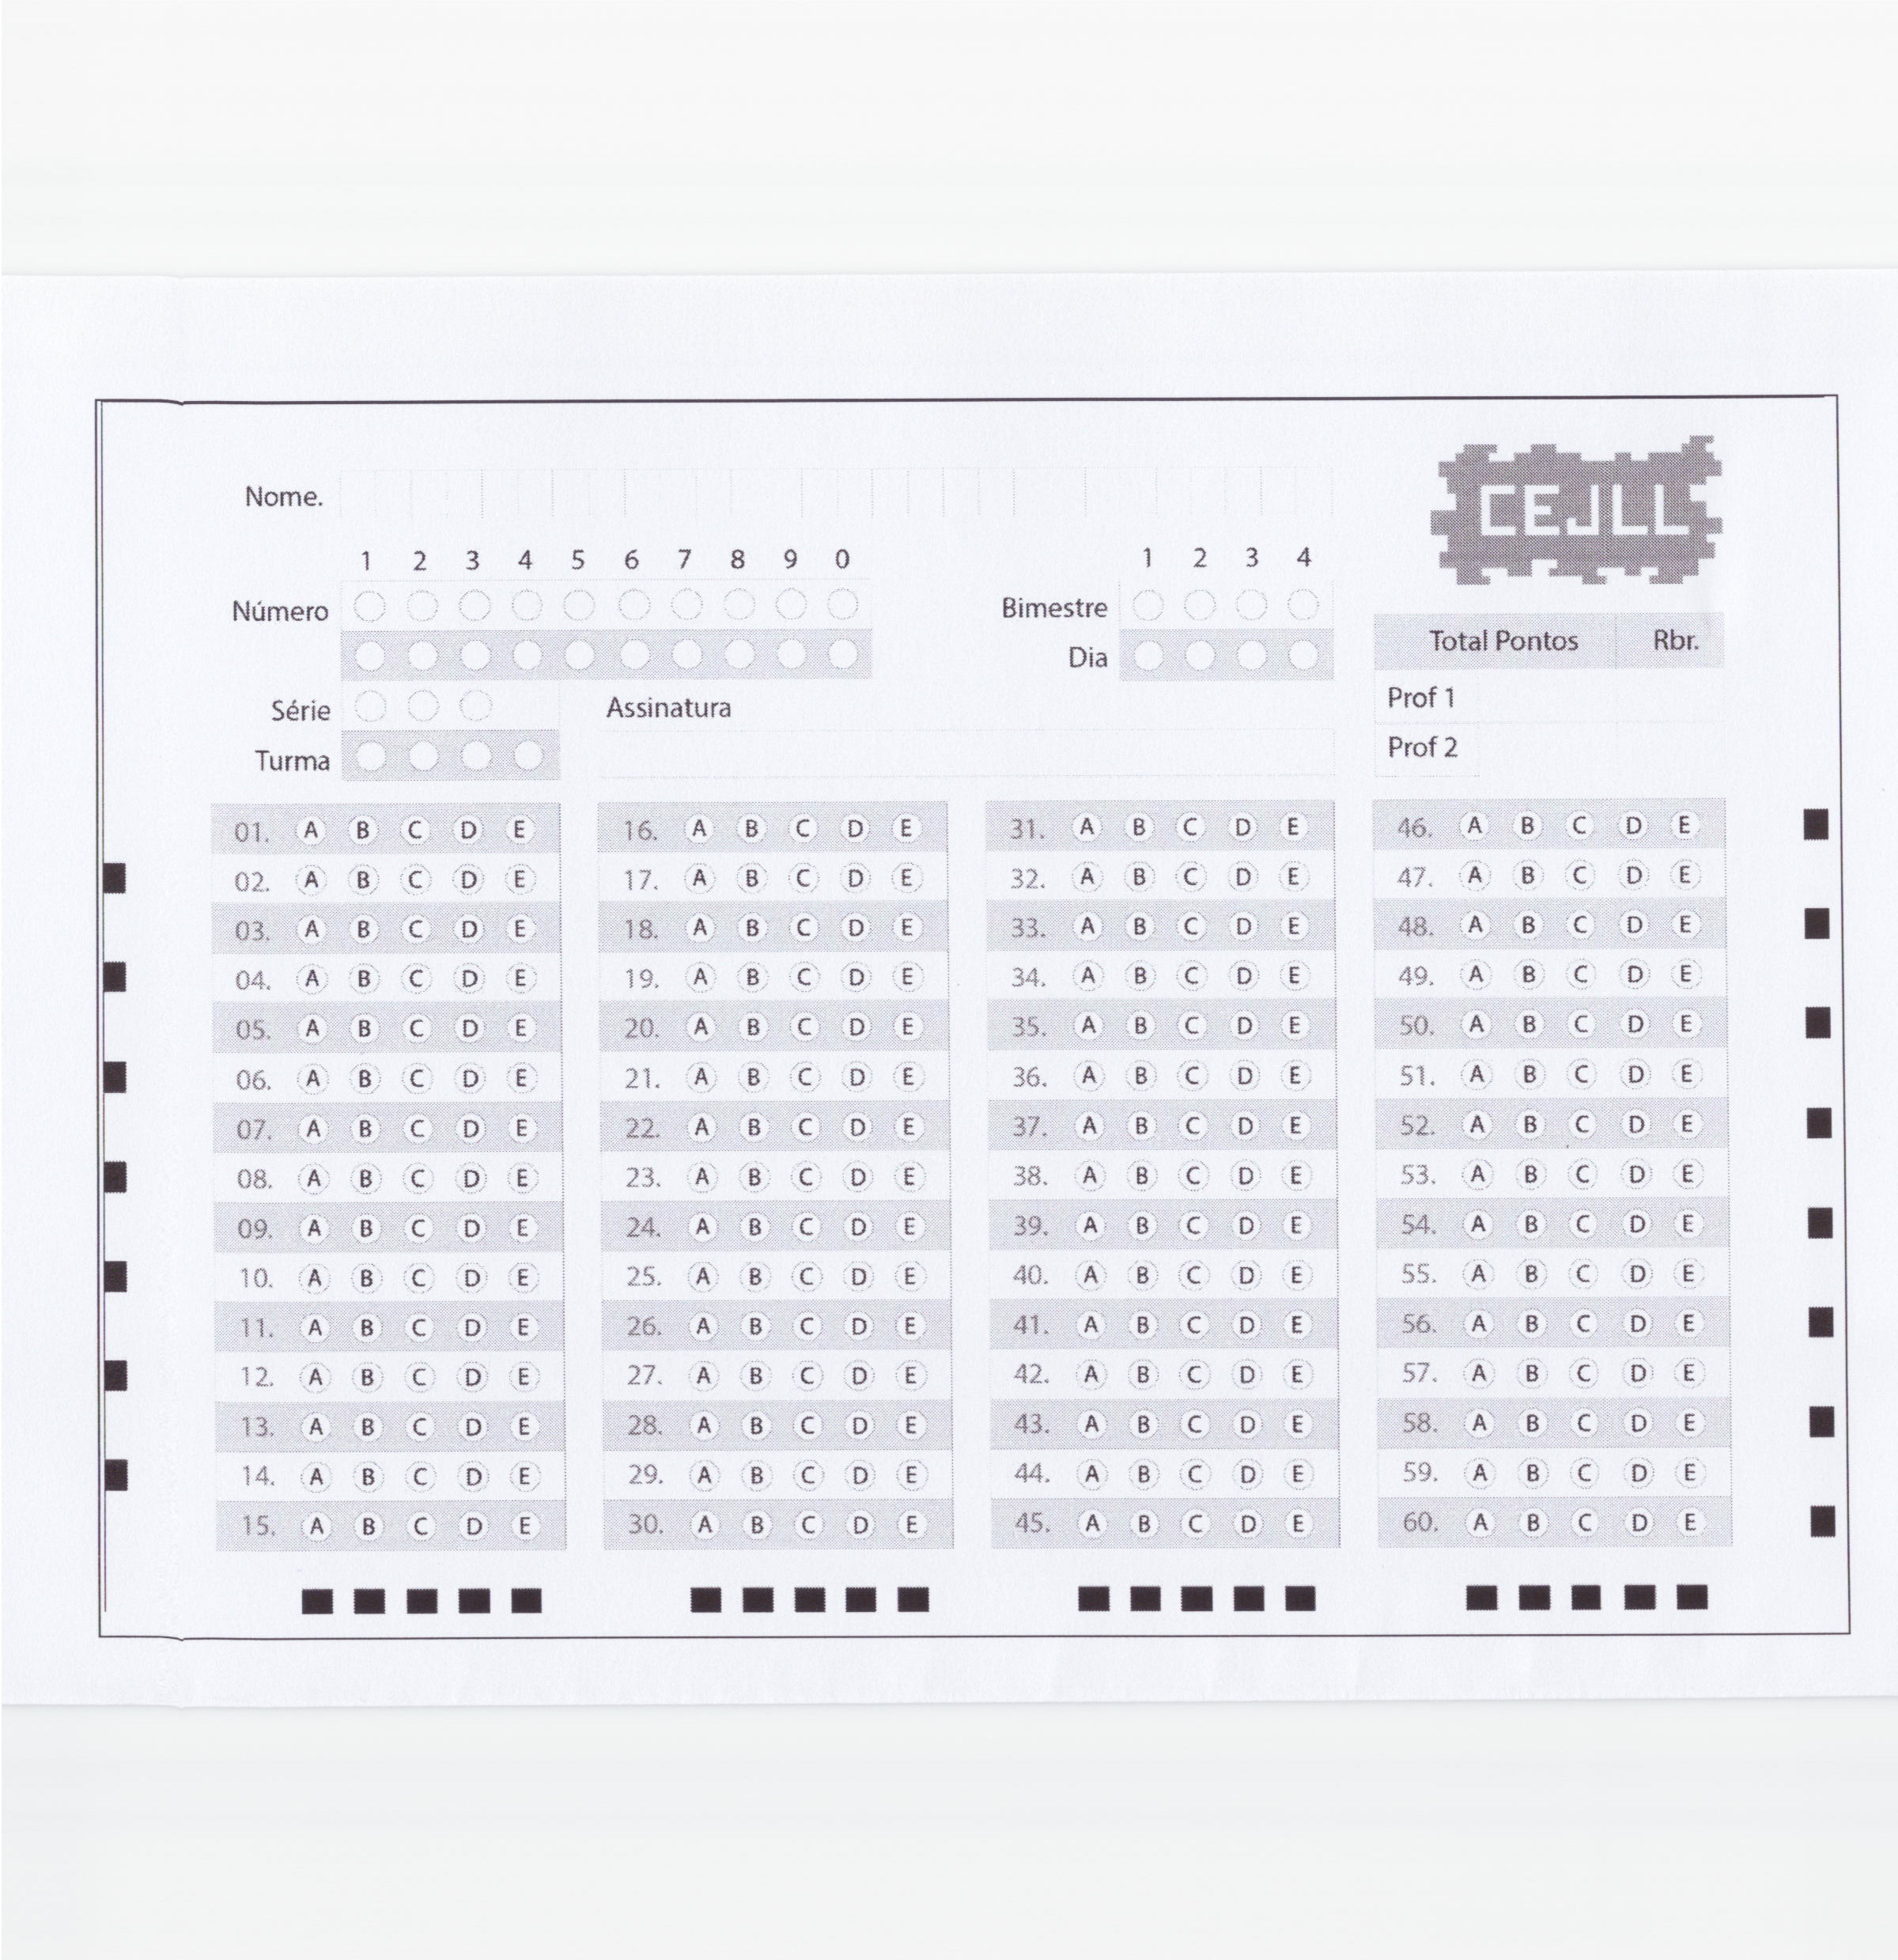 CEJLL
Nome.
1 2 3 4 5 6 7 8 9 0
1 2 3 4
Número
Bimestre
Dia
Total Pontos Rbr.
Série
Assinatura
Prof 1
Turma
Prof 2
01. A B C D E
02. A B C D E
03. A B C D E
04. A B C D E
05. A B C D E
06. A B C D E
07. A B C D E
08. A B C D E
09. A B C D E
10. A B C D E
11. A B C D E
12. A B C D E
13. A B C D E
14. A B C D E
15. A B C D E
16. A B C D E
17. A B C D E
18. A B C D E
19. A B C D E
20. A B C D E
21. A B C D E
22. A B C D E
23. A B C D E
24. A B C D E
25. A B C D E
26. A B C D E
27. A B C D E
28. A B C D E
29. A B C D E
30. A B C D E
31. A B C D E
32. A B C D E
33. A B C D E
34. A B C D E
35. A B C D E
36. A B C D E
37. A B C D E
38. A B C D E
39. A B C D E
40. A B C D E
41. A B C D E
42. A B C D E
43. A B C D E
44. A B C D E
45. A B C D E
46. A B C D E
47. A B C D E
48. A B C D E
49. A B C D E
50. A B C D E
51. A B C D E
52. A B C D E
53. A B C D E
54. A B C D E
55. A B C D E
56. A B C D E
57. A B C D E
58. A B C D E
59. A B C D E
60. A B C D E